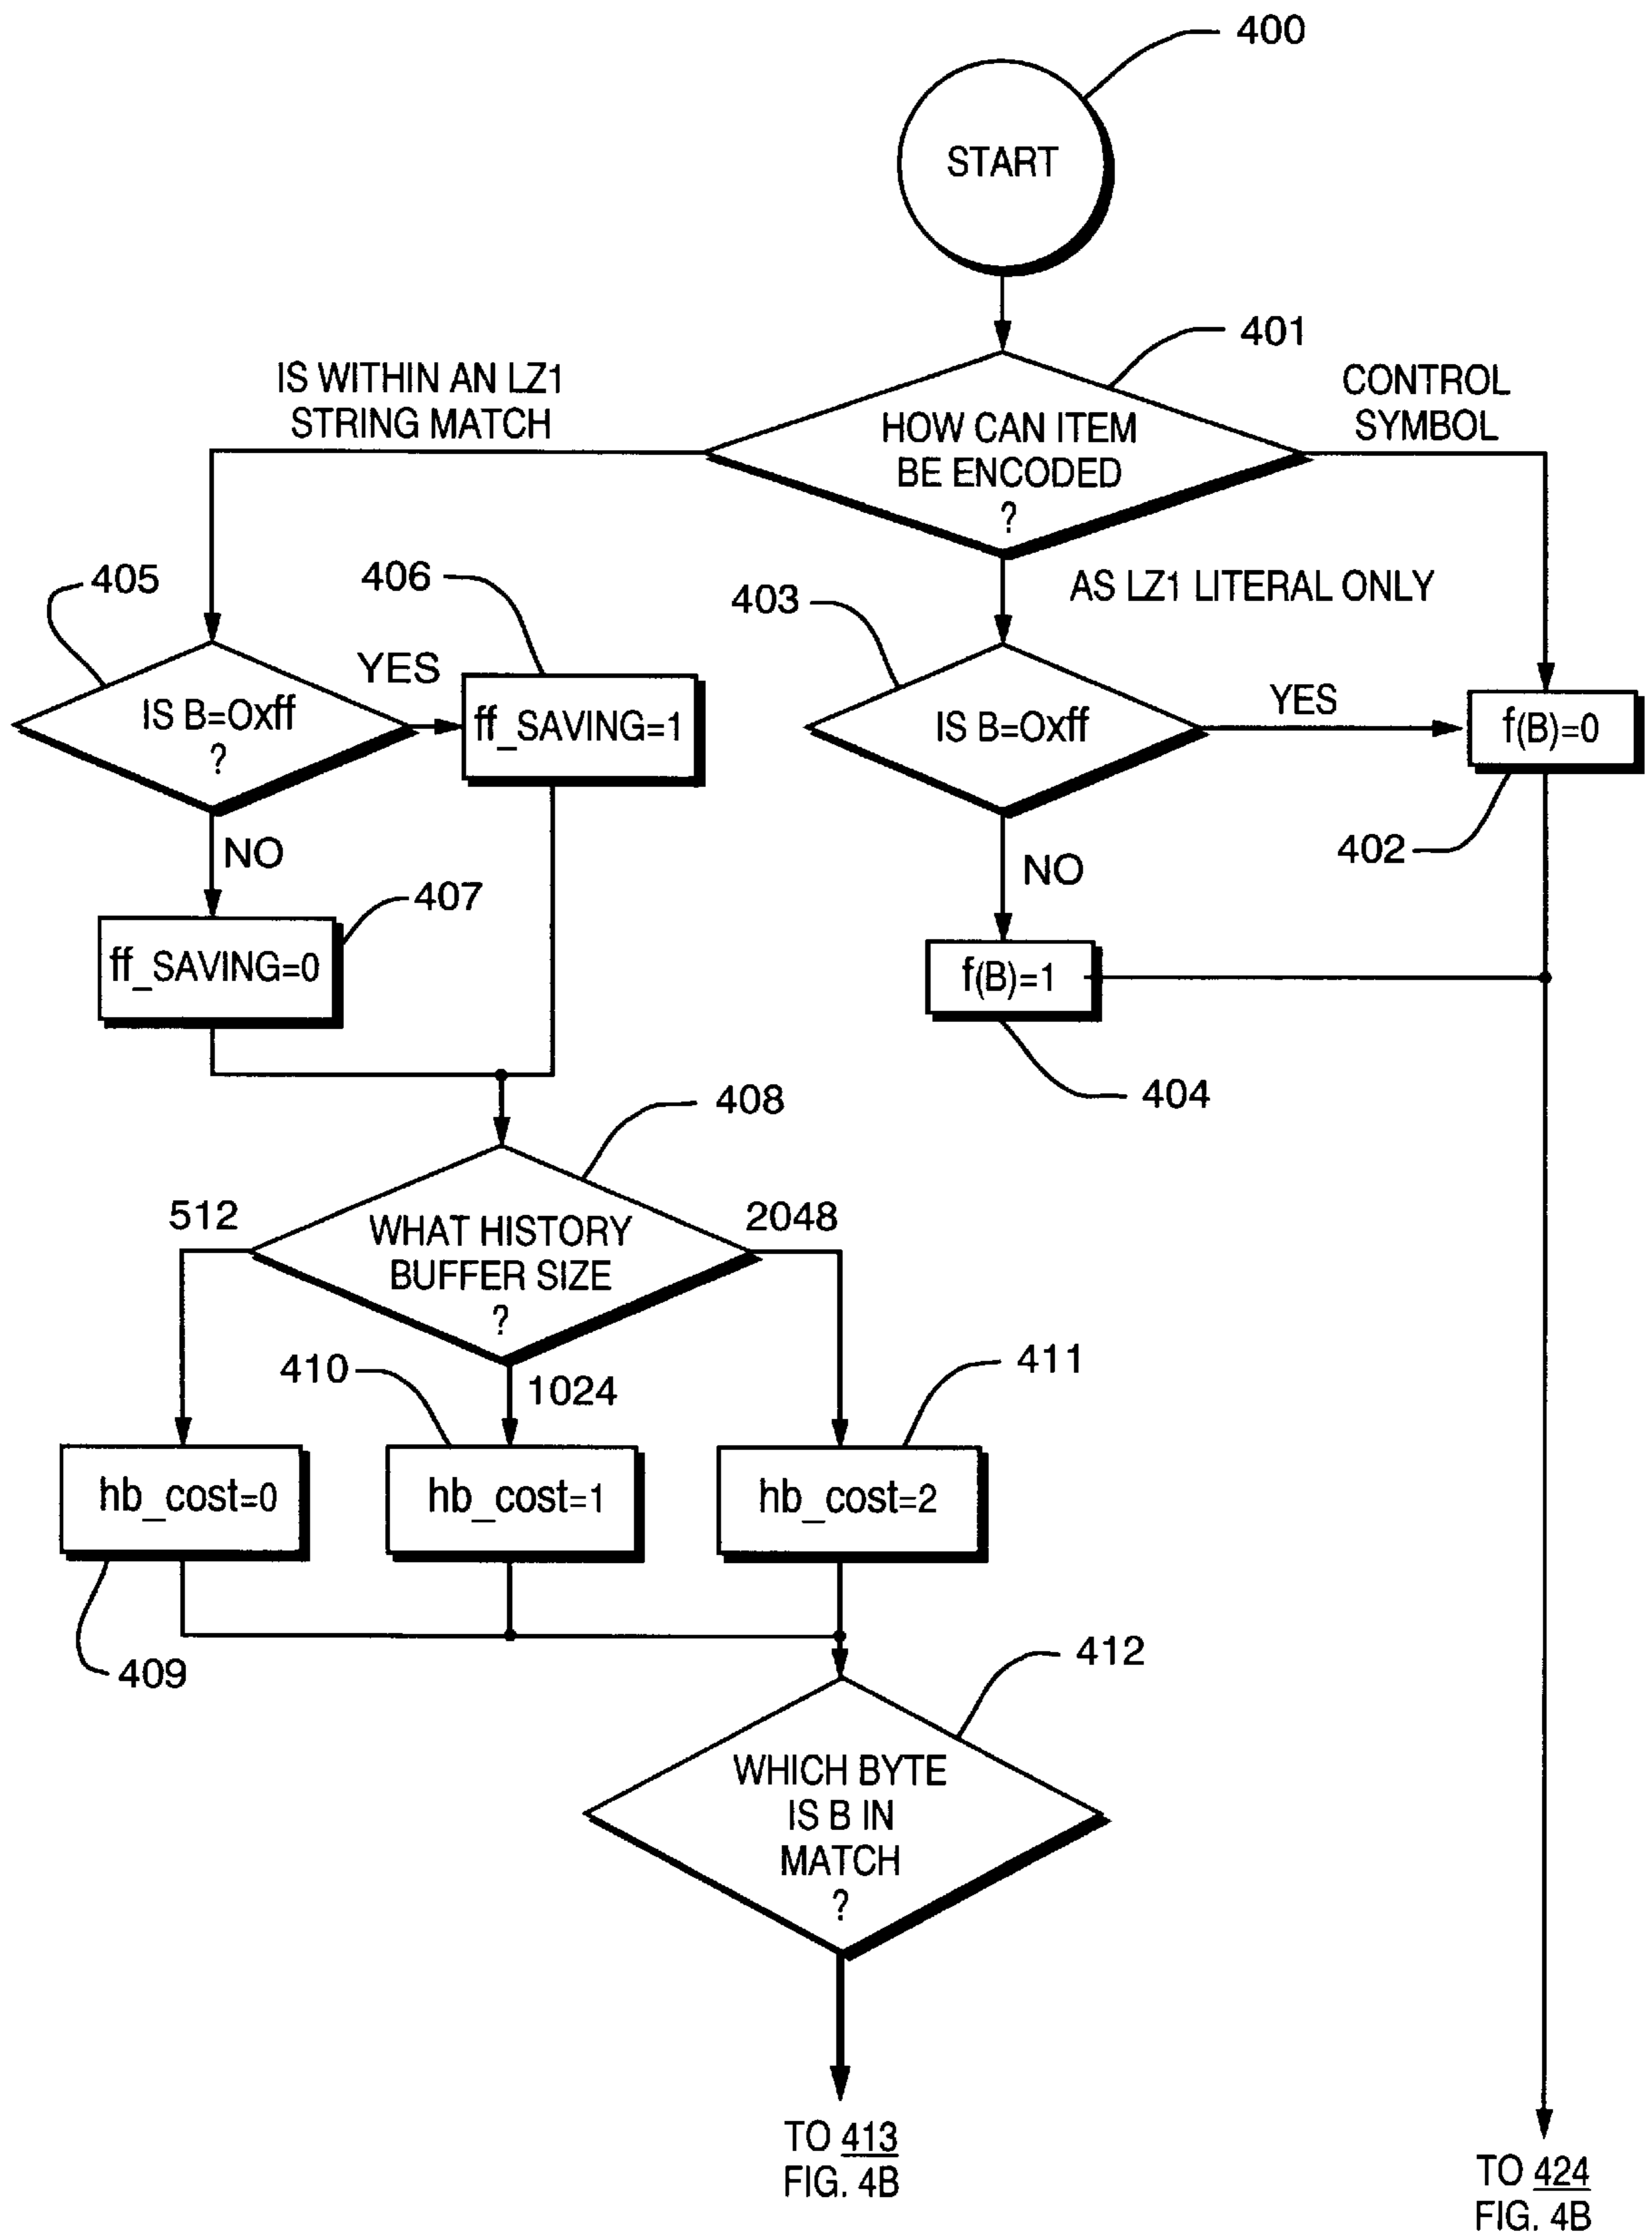 400
START
401
IS WITHIN AN LZ1
STRING MATCH
CONTROL
SYMBOL
HOW CAN ITEM
BE ENCODED
?
405
406
403
AS LZ1 LITERAL ONLY
YES
YES
IS B=0xff
?
ff_SAVING=1
IS B=0xff
f(B)=0
402
NO
NO
407
ff_SAVING=0
f(B)=1
404
408
512
2048
WHAT HISTORY
BUFFER SIZE
?
410
1024
411
hb_cost=0
hb_cost=1
hb_cost=2
409
412
WHICH BYTE
IS B IN
MATCH
?
TO 413
FIG. 4B
TO 424
FIG. 4B